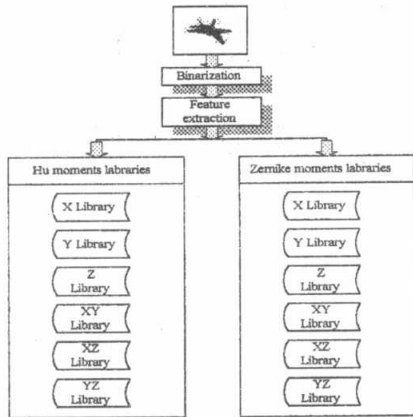 Binarization
Feature
extraction
Hu moments labraries
X Library
Y Library
Z
Library
XY
Library
XZ
Library
YZ
Library
Zernike moments labraries
X Library
Y Library
Z
Library
XY
Library
XZ
Library
YZ
Library